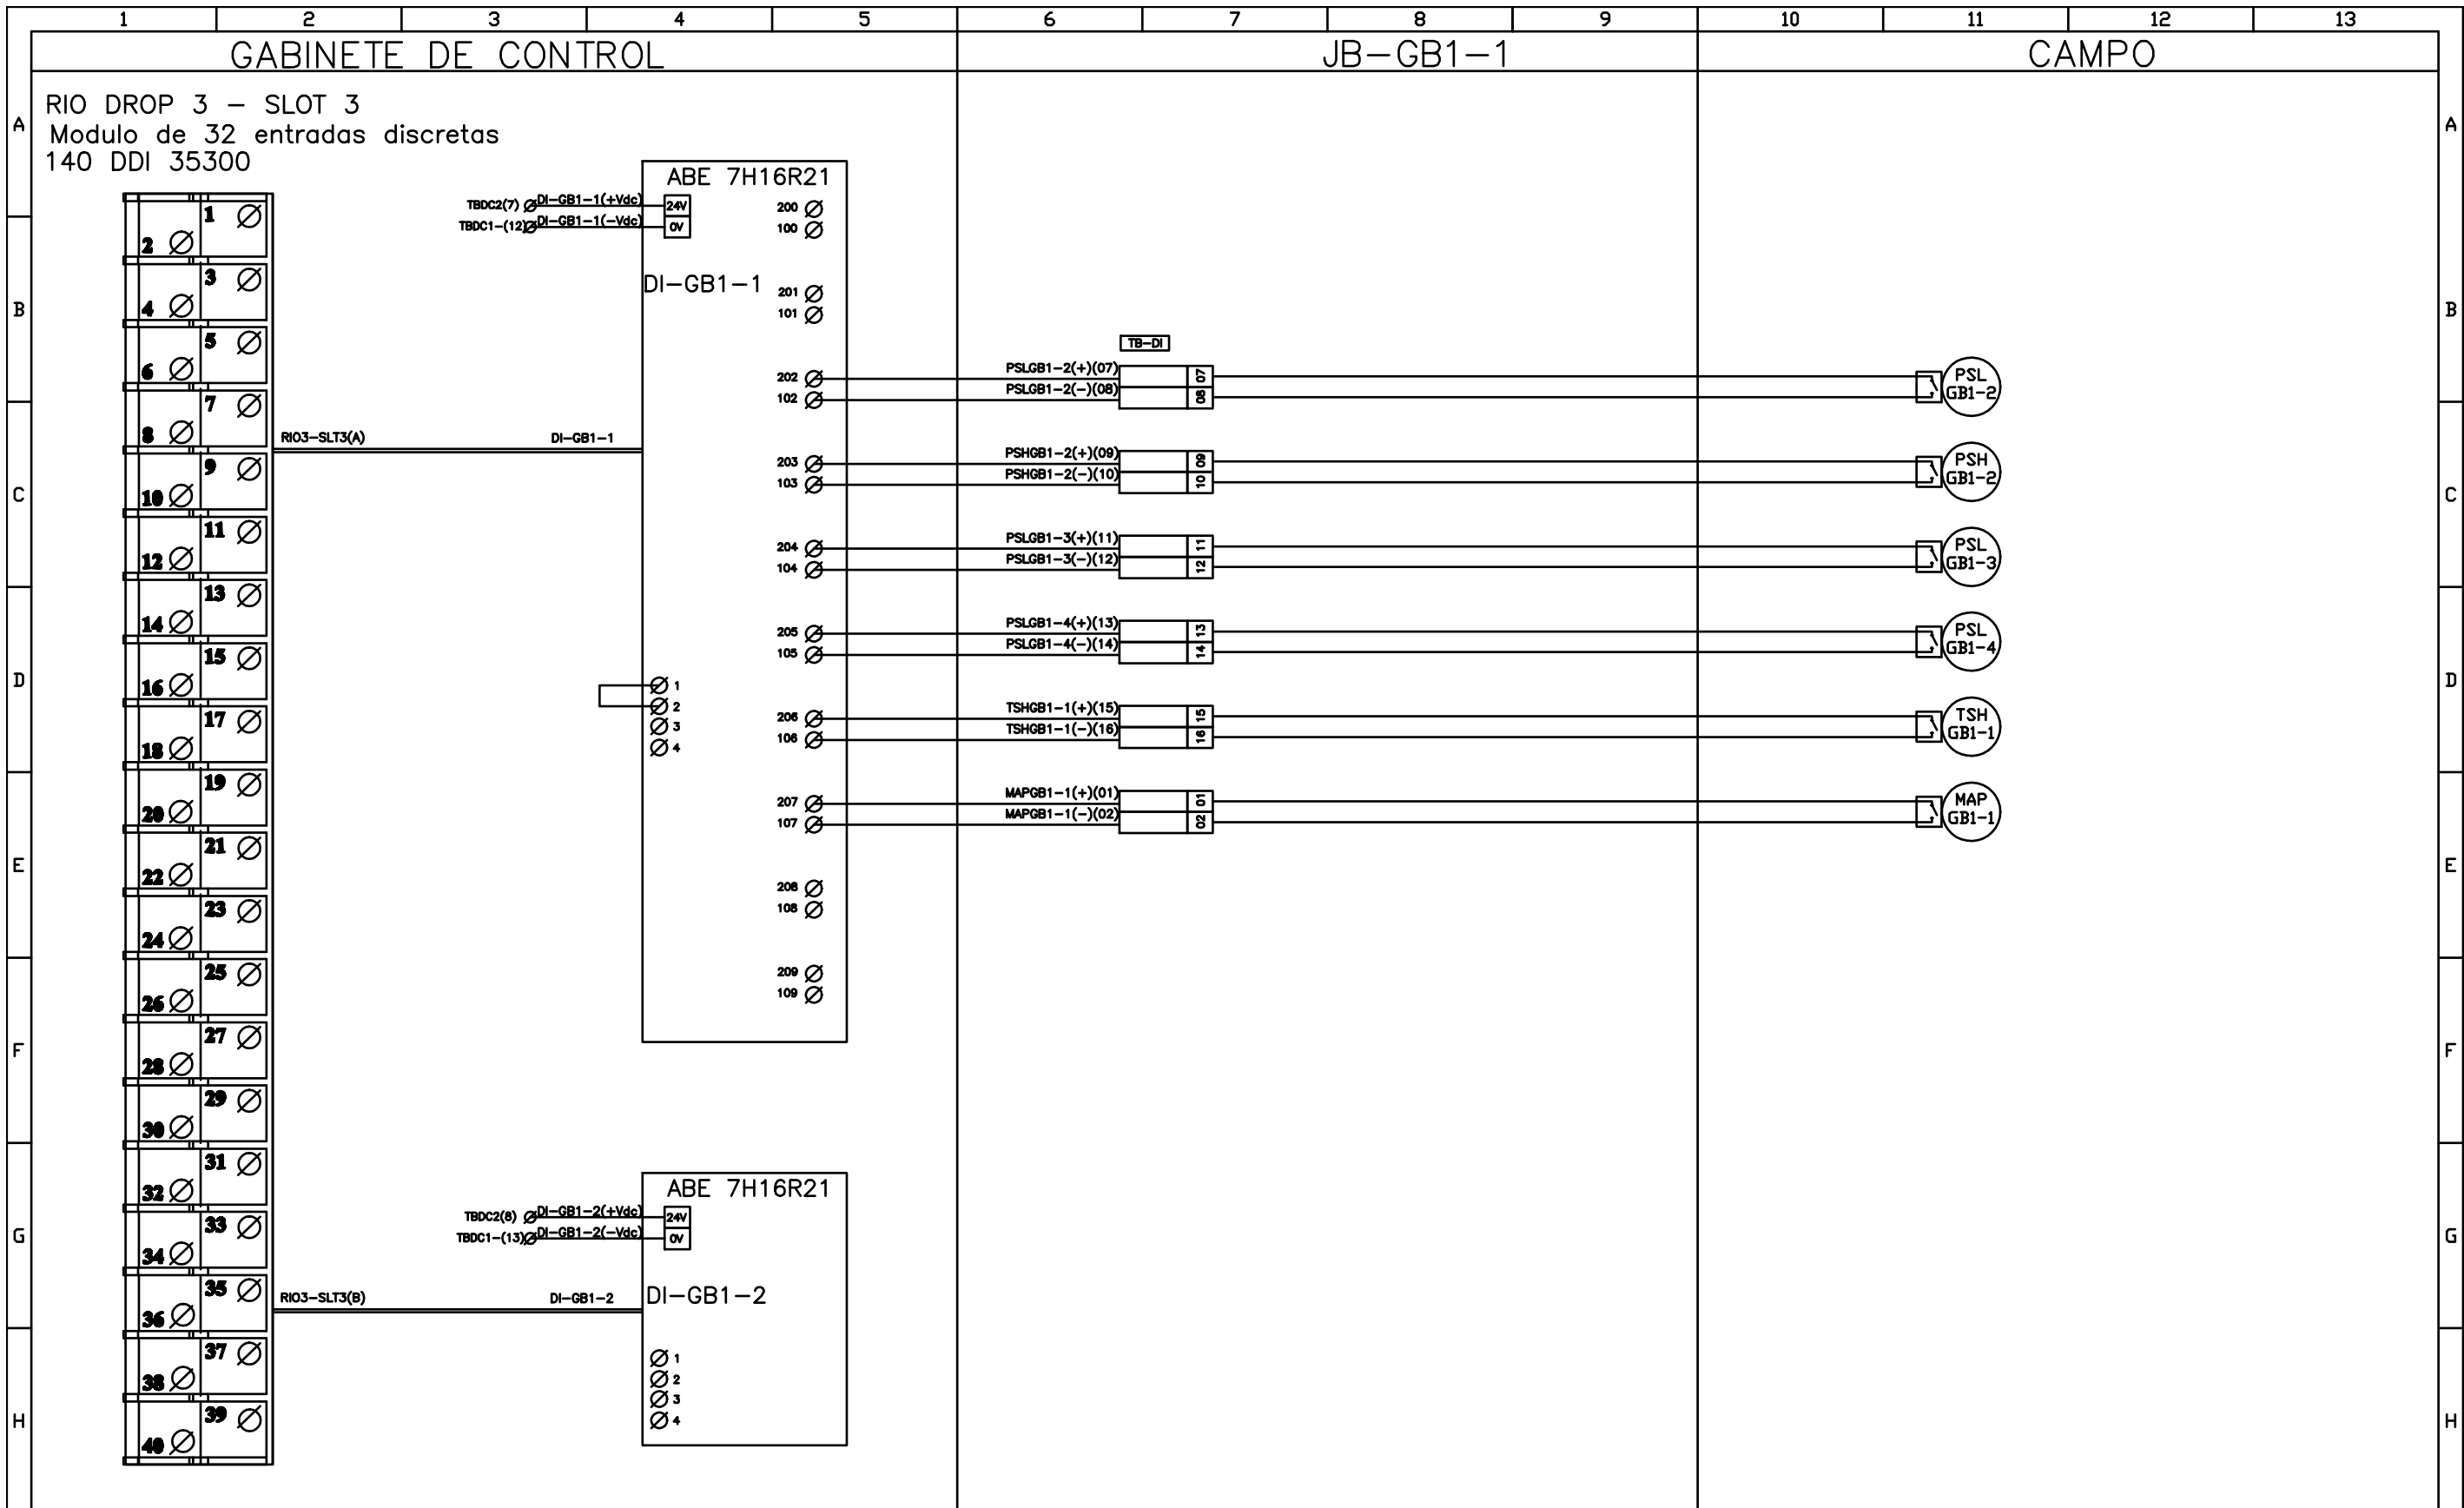 1 2 3 4 5 6 7 8 9 10 11 12 13
GABINETE DE CONTROL JB-GB1-1 CAMPO
A A
B B
C C
D D
E E
F F
G G
H H
RIO DROP 3 - SLOT 3
Modulo de 32 entradas discretas
140 DDI 35300
1
2
3
4
5
6
7
8
9
10
11
12
13
14
15
16
17
18
19
20
21
22
23
24
25
26
27
28
29
30
31
32
33
34
35
36
37
38
39
40
RIO3-SLT3(A) DI-GB1-1
RIO3-SLT3(B) DI-GB1-2
ABE 7H16R21
TBDC2(7) DI-GB1-1(+Vdc) 24V
TBDC1-(12) DI-GB1-1(-Vdc) 0V
DI-GB1-1
1
2
3
4
200
100
201
101
202
102
203
103
204
104
205
105
206
106
207
107
208
108
209
109
TB-DI
PSLGB1-2(+)(07) 07
PSLGB1-2(-)(08) 08
PSL
GB1-2
PSHGB1-2(+)(09) 09
PSHGB1-2(-)(10) 10
PSH
GB1-2
PSLGB1-3(+)(11) 11
PSLGB1-3(-)(12) 12
PSL
GB1-3
PSLGB1-4(+)(13) 13
PSLGB1-4(-)(14) 14
PSL
GB1-4
TSHGB1-1(+)(15) 15
TSHGB1-1(-)(16) 16
TSH
GB1-1
MAPGB1-1(+)(01) 01
MAPGB1-1(-)(02) 02
MAP
GB1-1
ABE 7H16R21
TBDC2(8) DI-GB1-2(+Vdc) 24V
TBDC1-(13) DI-GB1-2(-Vdc) 0V
DI-GB1-2
1
2
3
4